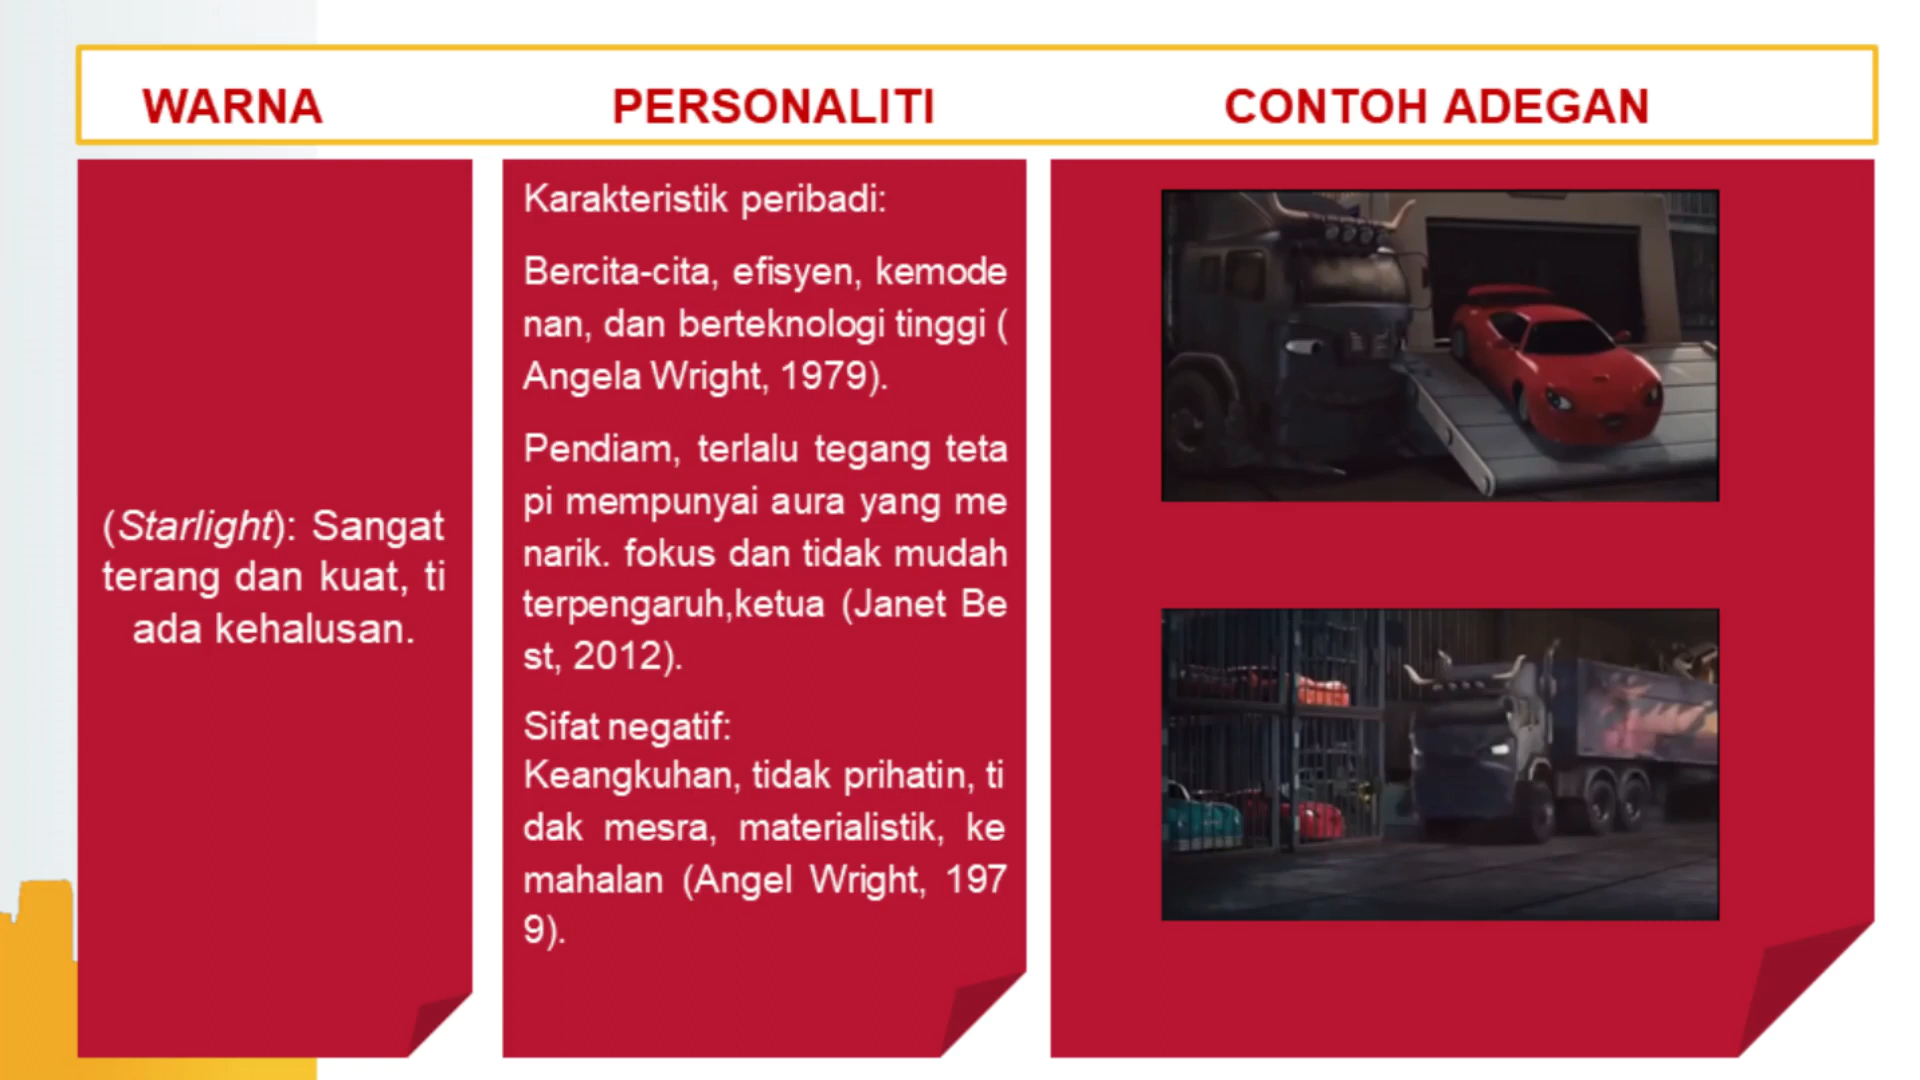 WARNA PERSONALITI CONTOH ADEGAN
(Starlight): Sangat
terang dan kuat, ti
ada kehalusan.
Karakteristik peribadi:
Bercita-cita, efisyen, kemode
nan, dan berteknologi tinggi (
Angela Wright, 1979).
Pendiam, terlalu tegang teta
pi mempunyai aura yang me
narik. fokus dan tidak mudah
terpengaruh,ketua (Janet Be
st, 2012).
Sifat negatif:
Keangkuhan, tidak prihatin, ti
dak mesra, materialistik, ke
mahalan (Angel Wright, 197
9).